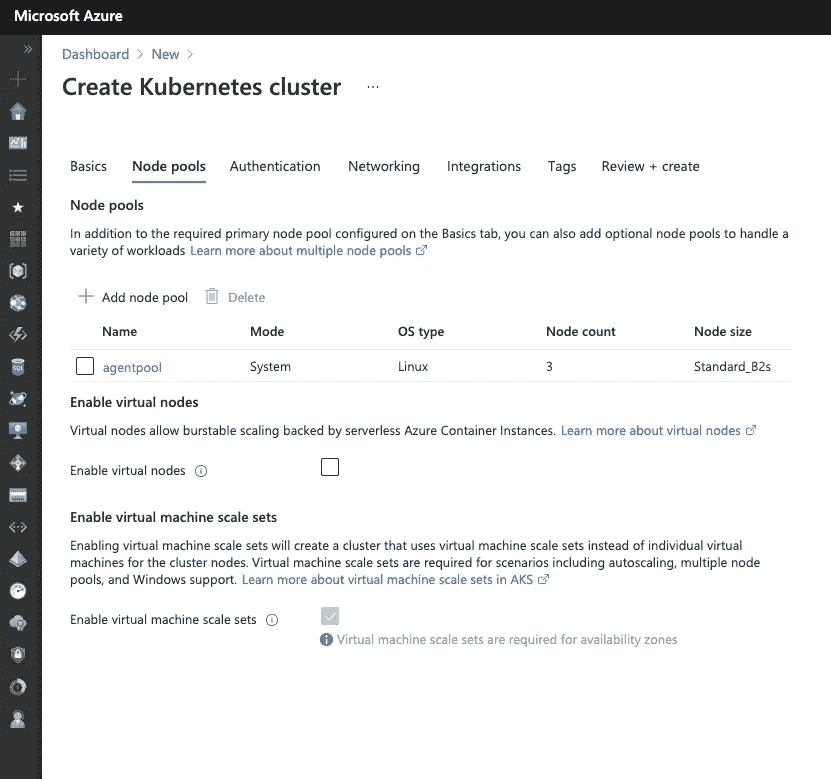 Microsoft Azure
Dashboard > New >
Create Kubernetes cluster ...
Basics Node pools Authentication Networking Integrations Tags Review + create
Node pools
In addition to the required primary node pool configured on the Basics tab, you can also add optional node pools to handle a
variety of workloads Learn more about multiple node pools
+ Add node pool Delete
Name Mode OS type Node count Node size
agentpool System Linux 3 Standard_B2s
Enable virtual nodes
Virtual nodes allow burstable scaling backed by serverless Azure Container Instances. Learn more about virtual nodes
Enable virtual nodes
Enable virtual machine scale sets
Enabling virtual machine scale sets will create a cluster that uses virtual machine scale sets instead of individual virtual
machines for the cluster nodes. Virtual machine scale sets are required for scenarios including autoscaling, multiple node
pools, and Windows support. Learn more about virtual machine scale sets in AKS
Enable virtual machine scale sets
Virtual machine scale sets are required for availability zones